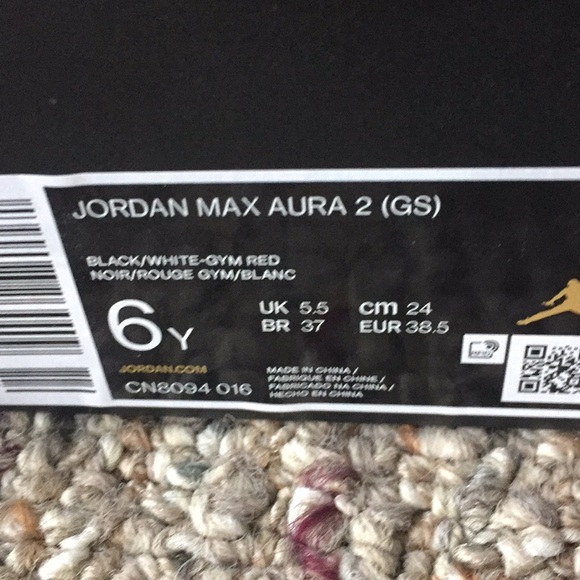 JORDAN MAX AURA 2 (GS)
BLACK/WHITE-GYM RED
NOIR/ROUGE GYM/BLANC
6Y
UK 5.5 cm 24
BR 37 EUR 38.5
JORDAN.COM
CN8094 016
MADE IN CHINA /
FABRIQUE EN CHINE /
FABRICADO NA CHINA /
HECHO EN CHINA